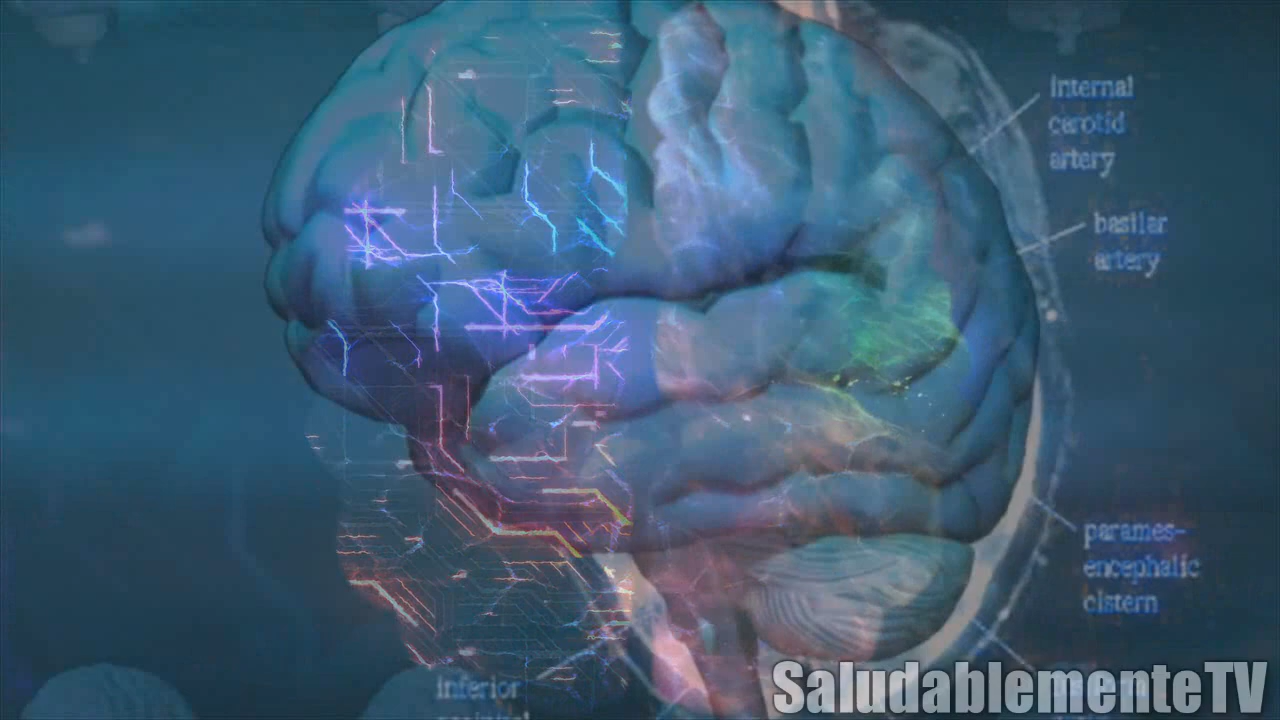 internal
carotid
artery
basilar
artery
parames-
encephalic
cistern
inferior
SaludablementeTV